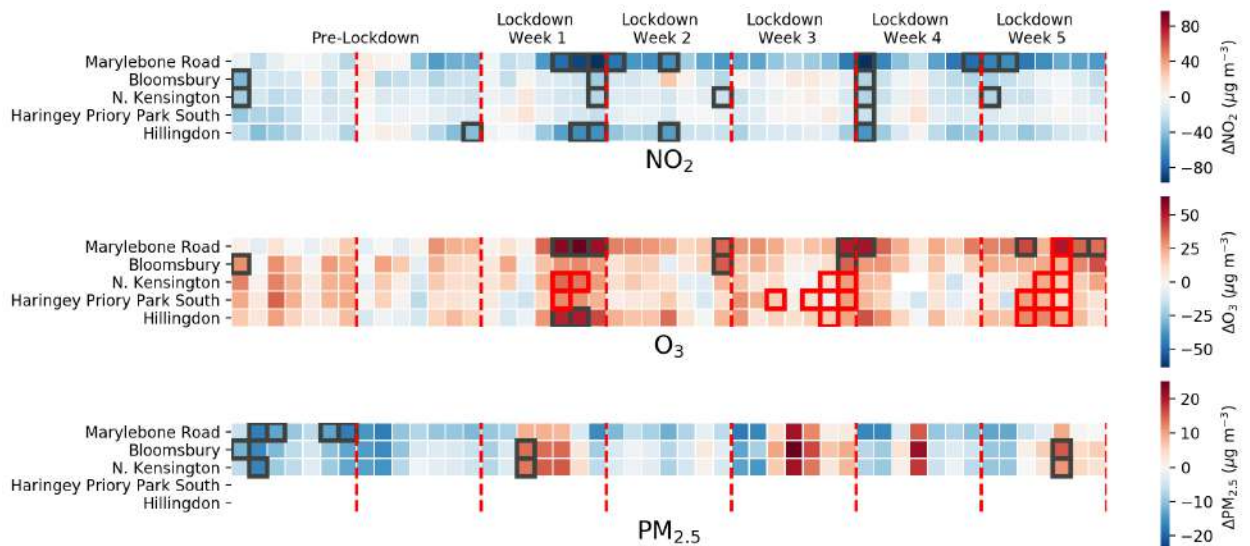 Pre-Lockdown
Lockdown
Week 1
Lockdown
Week 2
Lockdown
Week 3
Lockdown
Week 4
Lockdown
Week 5
Marylebone Road
Bloomsbury
N. Kensington
Haringey Priory Park South
Hillingdon
NO₂
80
40
0
−40
−80
ΔNO₂ (μg m⁻³)
Marylebone Road
Bloomsbury
N. Kensington
Haringey Priory Park South
Hillingdon
O₃
50
25
0
−25
−50
ΔO₃ (μg m⁻³)
Marylebone Road
Bloomsbury
N. Kensington
Haringey Priory Park South
Hillingdon
PM₂.₅
20
10
0
−10
−20
ΔPM₂.₅ (μg m⁻³)